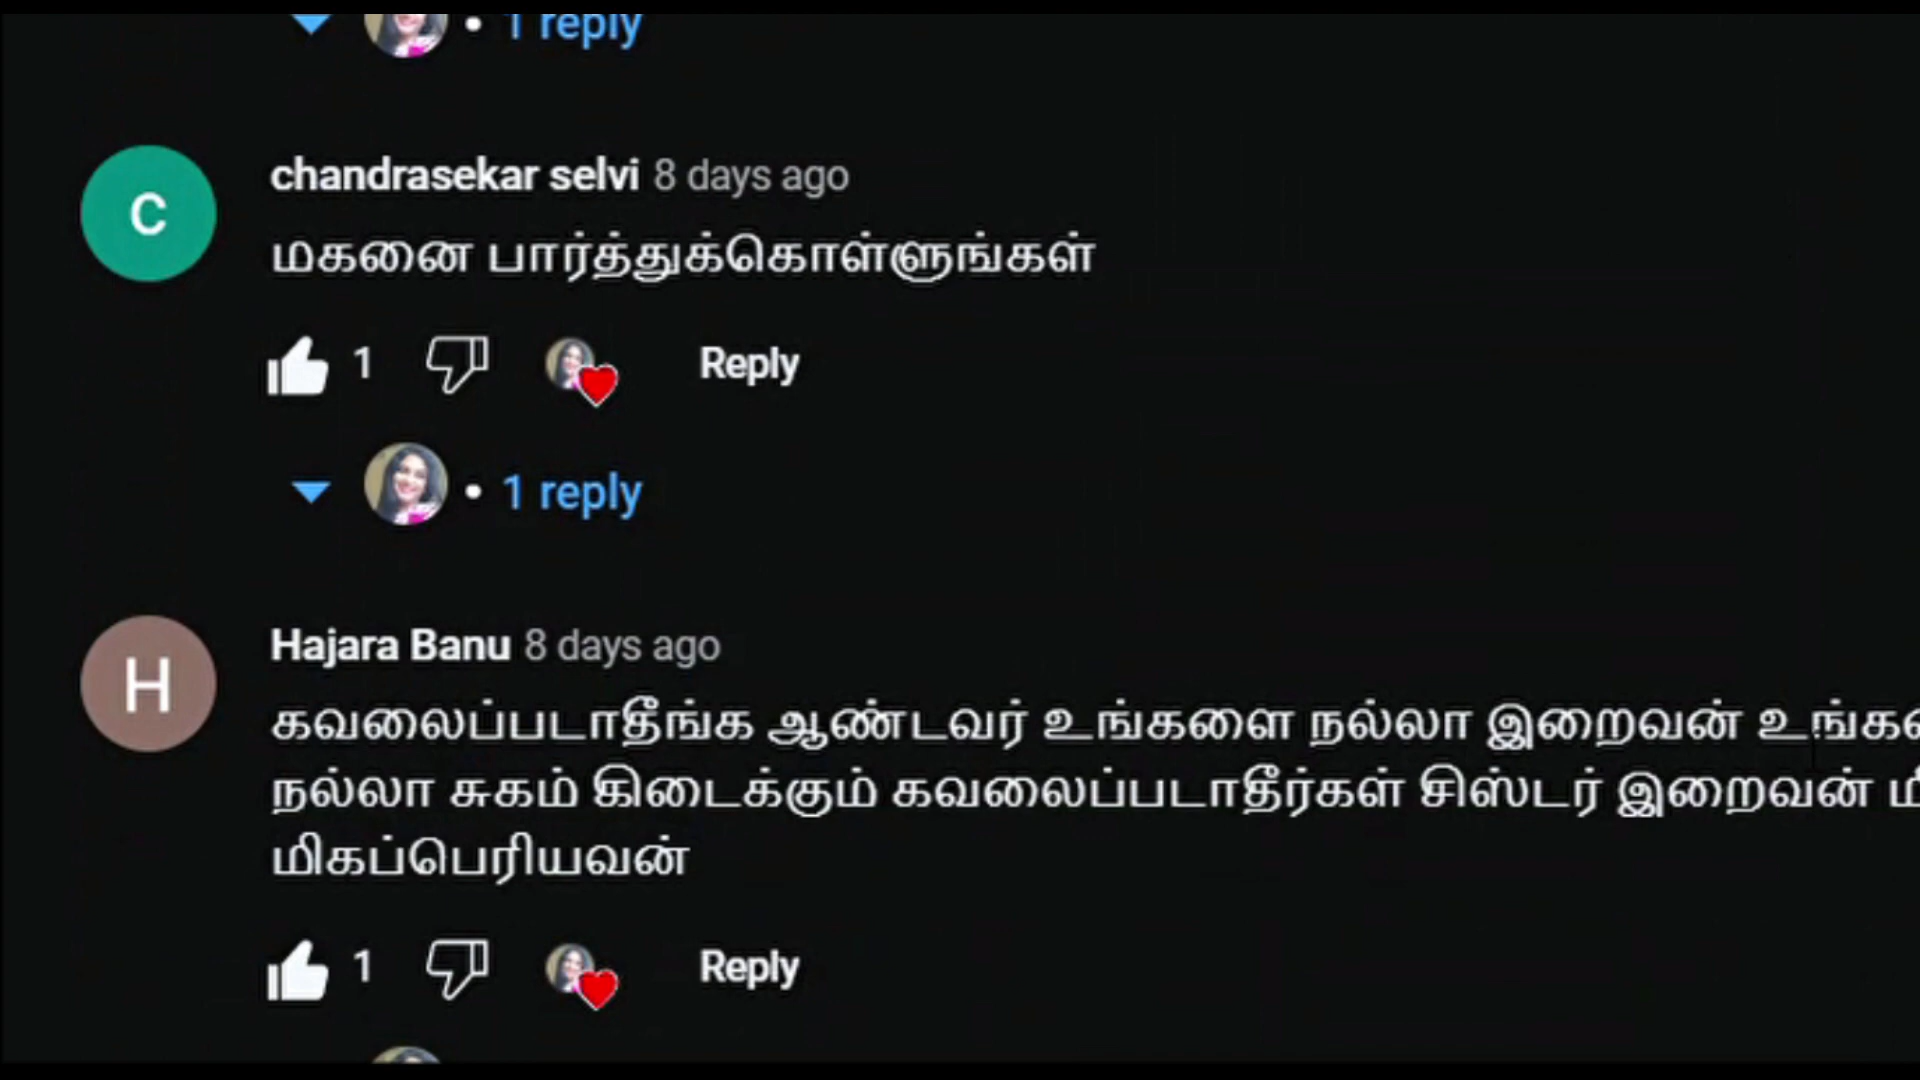 1 reply
C
chandrasekar selvi 8 days ago
மகனை பார்த்துக்கொள்ளுங்கள்
1 Reply
• 1 reply
H
Hajara Banu 8 days ago
கவலைப்படாதீங்க ஆண்டவர் உங்களை நல்லா இறைவன்
நல்லா சுகம் கிடைக்கும் கவலைப்படாதீர்கள் சிஸ்டர் இறைவன்
மிகப்பெரியவன்
1 Reply